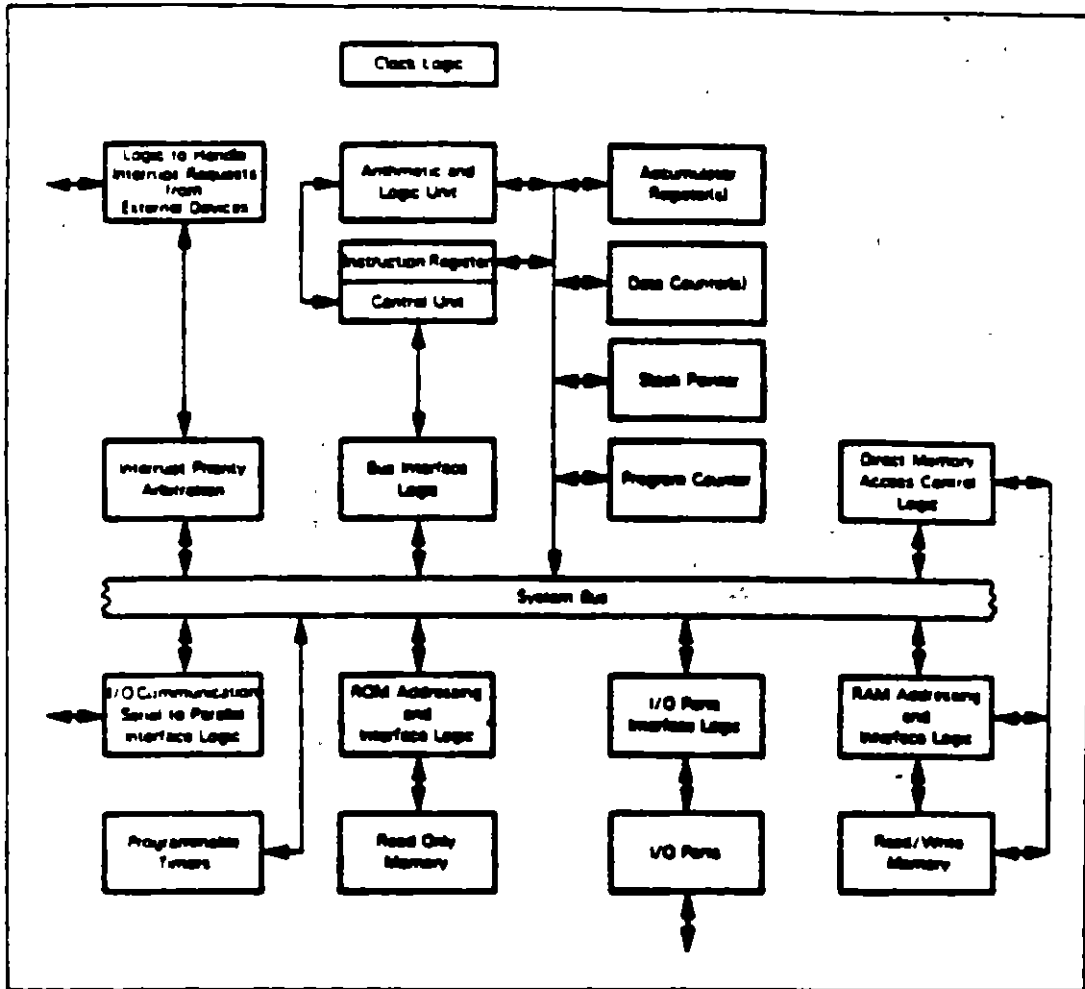 Clock Logic
Logic to Handle
Interrupt Requests
from
External Devices
Arithmetic and
Logic Unit
Accumulator
Register(s)
Instruction Register
Control Unit
Data Counter(s)
Stack Pointer
Interrupt Priority
Arbitration
Bus Interface
Logic
Program Counter
Direct Memory
Access Control
Logic
System Bus
I/O Communication
Serial to Parallel
Interface Logic
ROM Addressing
and
Interface Logic
I/O Ports
Interface Logic
RAM Addressing
and
Interface Logic
Programmable
Timers
Read Only
Memory
I/O Ports
Read/Write
Memory